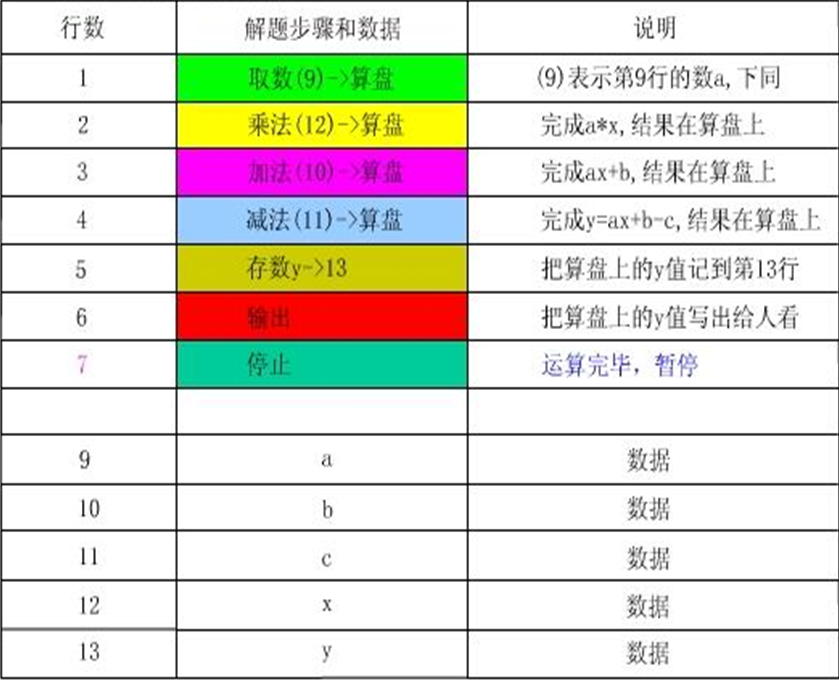 行数 解题步骤和数据 说明
1 取数(9)->算盘 (9)表示第9行的数a,下同
2 乘法(12)->算盘 完成a*x,结果在算盘上
3 加法(10)->算盘 完成ax+b,结果在算盘上
4 减法(11)->算盘 完成y=ax+b-c,结果在算盘上
5 存数y->13 把算盘上的y值记到第13行
6 输出 把算盘上的y值写出给人看
7 停止 运算完毕，暂停
9 a 数据
10 b 数据
11 c 数据
12 x 数据
13 y 数据